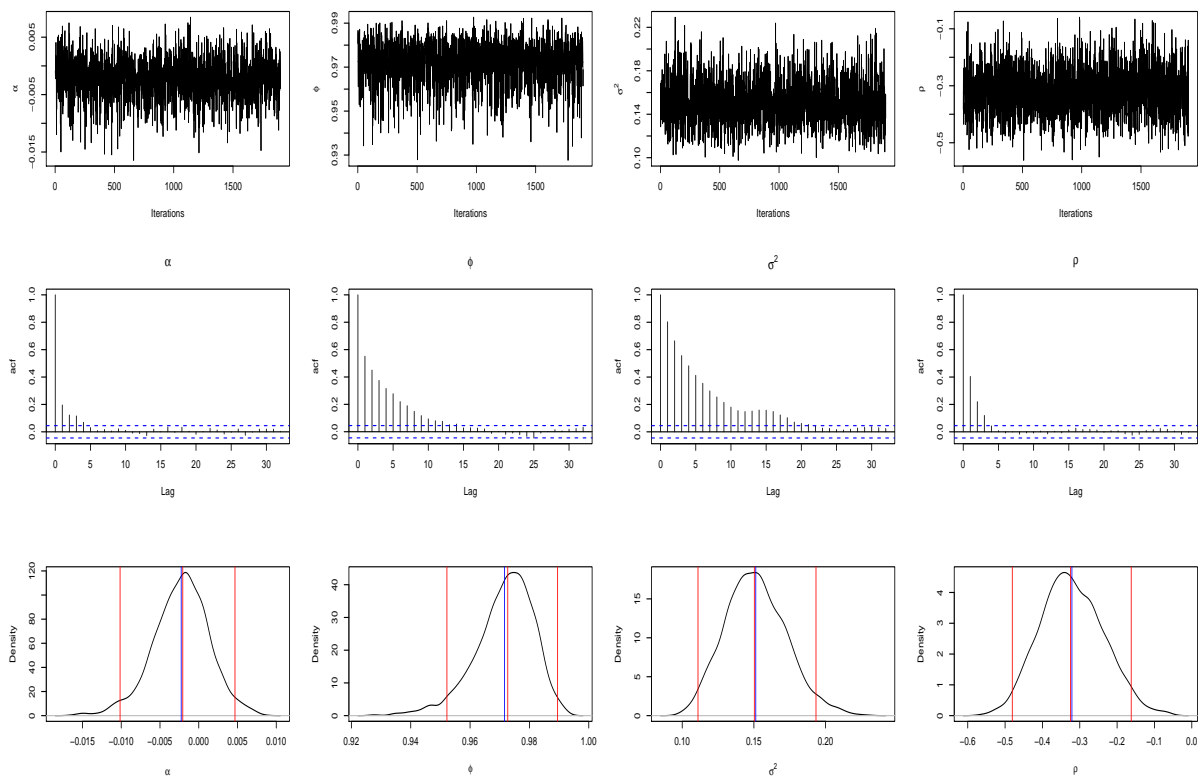 α
−0.015 −0.005 0.005
0 500 1000 1500
Iterations
ϕ
0.93 0.95 0.97 0.99
0 500 1000 1500
Iterations
σ²
0.10 0.14 0.18 0.22
0 500 1000 1500
Iterations
ρ
−0.5 −0.3 −0.1
0 500 1000 1500
Iterations
α
acf
0.0 0.2 0.4 0.6 0.8 1.0
0 5 10 15 20 25 30
Lag
ϕ
acf
0.0 0.2 0.4 0.6 0.8 1.0
0 5 10 15 20 25 30
Lag
σ²
acf
0.0 0.2 0.4 0.6 0.8 1.0
0 5 10 15 20 25 30
Lag
ρ
acf
0.0 0.2 0.4 0.6 0.8 1.0
0 5 10 15 20 25 30
Lag
Density
0 20 40 60 80 120
−0.015 −0.010 −0.005 0.000 0.005 0.010
α
Density
0 10 20 30 40
0.92 0.94 0.96 0.98 1.00
ϕ
Density
0 5 10 15
0.10 0.15 0.20
σ²
Density
0 1 2 3 4
−0.6 −0.5 −0.4 −0.3 −0.2 −0.1 0.0
ρ